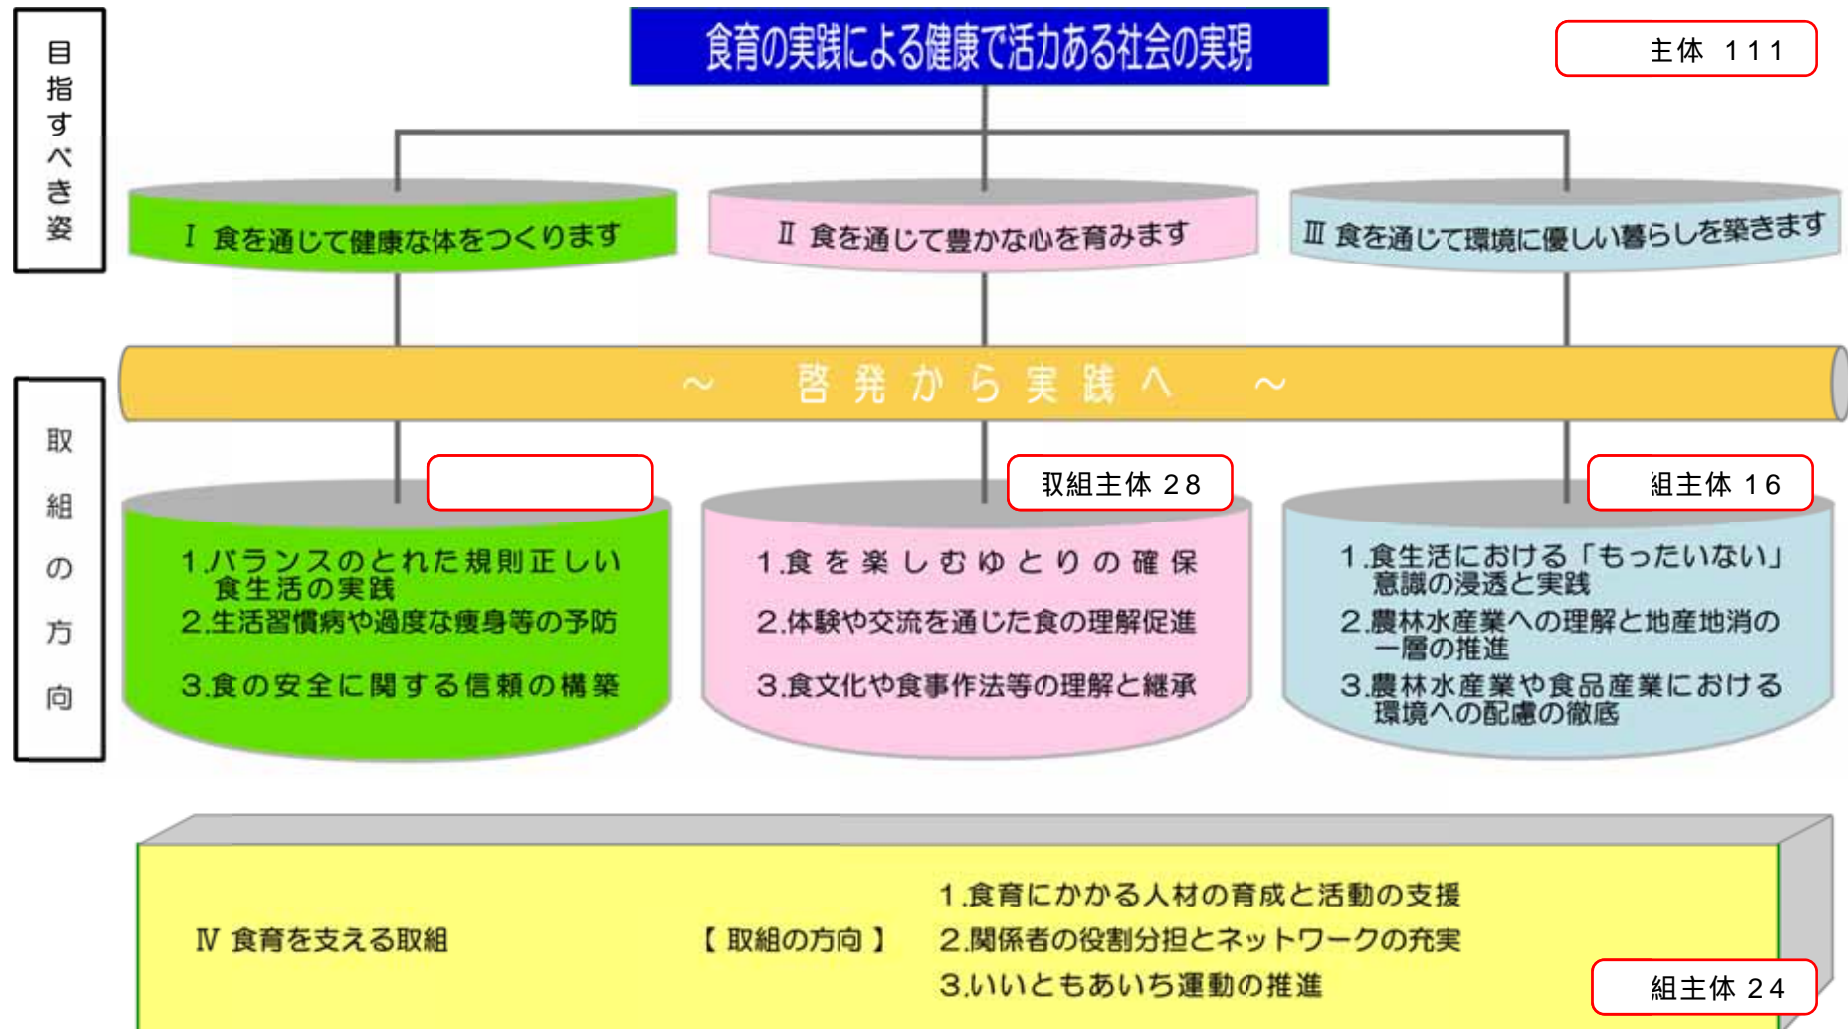 目指すべき姿
食育の実践による健康で活力ある社会の実現
主体 111
Ⅰ 食を通じて健康な体をつくります
Ⅱ 食を通じて豊かな心を育みます
Ⅲ 食を通じて環境に優しい暮らしを築きます
～ 啓発から実践へ ～
取組の方向
1.バランスのとれた規則正しい
食生活の実践
2.生活習慣病や過度な痩身等の予防
3.食の安全に関する信頼の構築
取組主体 28
1.食を楽しむゆとりの確保
2.体験や交流を通じた食の理解促進
3.食文化や食事作法等の理解と継承
組主体 16
1.食生活における「もったいない」
意識の浸透と実践
2.農林水産業への理解と地産地消の
一層の推進
3.農林水産業や食品産業における
環境への配慮の徹底
Ⅳ 食育を支える取組
【 取組の方向 】
1.食育にかかる人材の育成と活動の支援
2.関係者の役割分担とネットワークの充実
3.いいともあいち運動の推進
組主体 24